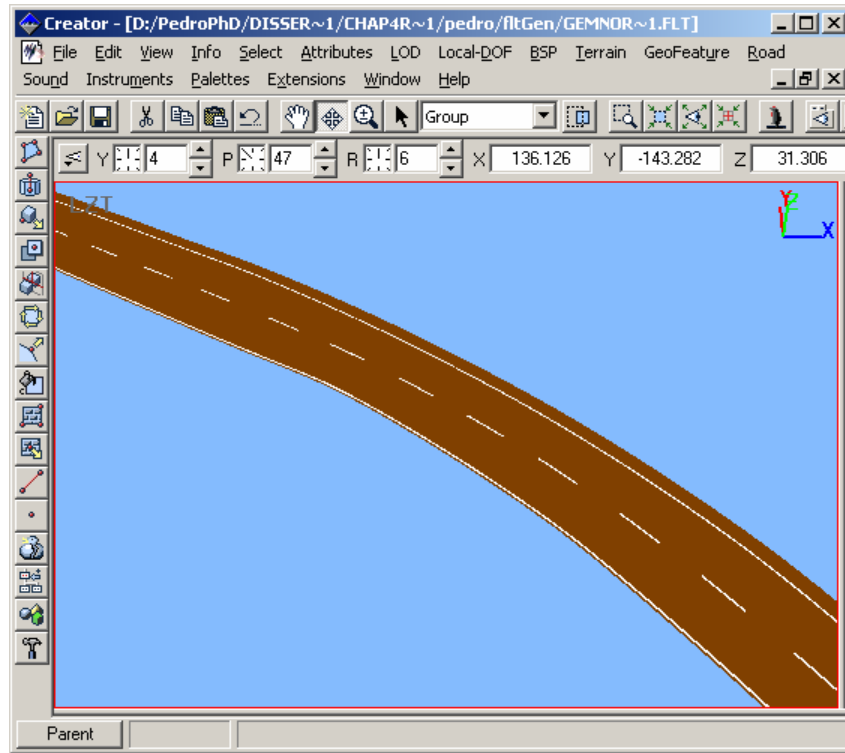 Creator - [D:/PedroPhD/DISSER~1/CHAP4R~1/pedro/fltGen/GEMNOR~1.FLT]
File Edit View Info Select Attributes LOD Local-DOF BSP Terrain GeoFeature Road
Sound Instruments Palettes Extensions Window Help
Group
Y 4 P 47 R 6 X 136.126 Y -143.282 Z 31.306
LZT
Y Z X
Parent